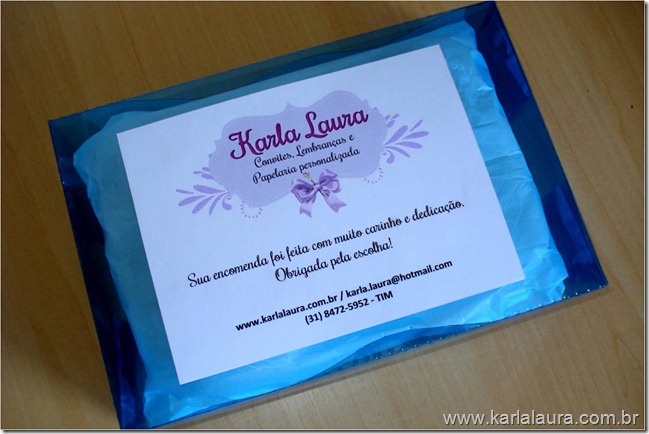 Karla Laura
Convites, Lembranças e
Papelaria personalizada
Sua encomenda foi feita com muito carinho e dedicação.
Obrigada pela escolha!
www.karlalaura.com.br / karla.laura@hotmail.com
(31) 8472-5952 - TIM
www.karlalaura.com.br